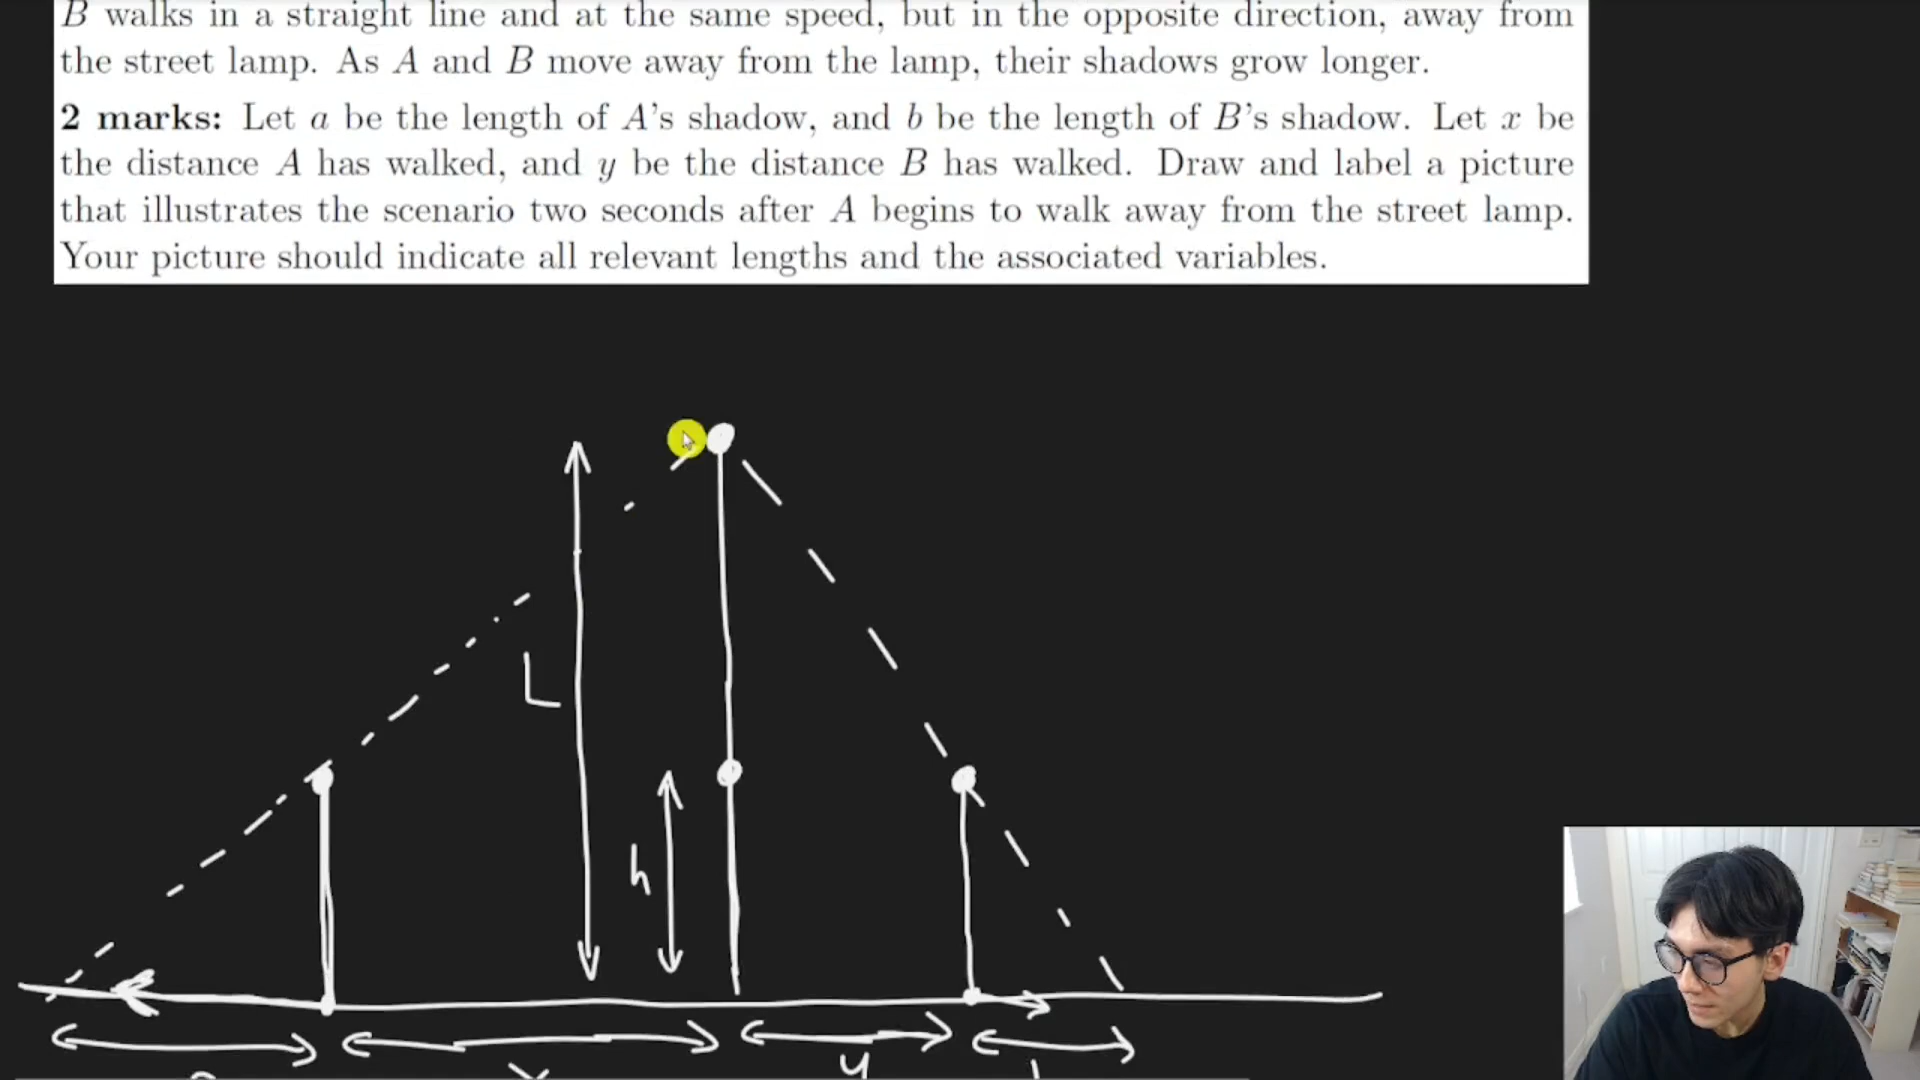 B walks in a straight line and at the same speed, but in the opposite direction, away from
the street lamp. As A and B move away from the lamp, their shadows grow longer.
2 marks: Let a be the length of A's shadow, and b be the length of B's shadow. Let x be
the distance A has walked, and y be the distance B has walked. Draw and label a picture
that illustrates the scenario two seconds after A begins to walk away from the street lamp.
Your picture should indicate all relevant lengths and the associated variables.
L
h
y